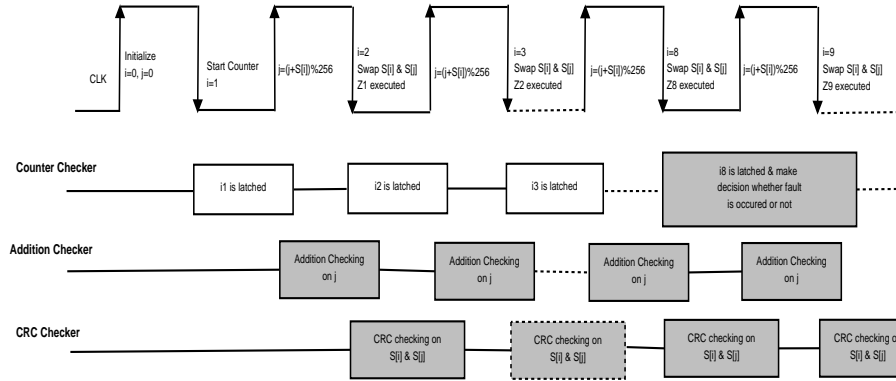 CLK
Initialize
i=0, j=0
Start Counter
i=1
j=(j+S[i])%256
i=2
Swap S[i] & S[j]
Z1 executed
j=(j+S[i])%256
i=3
Swap S[i] & S[j]
Z2 executed
j=(j+S[i])%256
i=8
Swap S[i] & S[j]
Z8 executed
j=(j+S[i])%256
i=9
Swap S[i] & S[j]
Z9 executed
Counter Checker
i1 is latched
i2 is latched
i3 is latched
i8 is latched & make
decision whether fault
is occured or not
Addition Checker
Addition Checking
on j
Addition Checking
on j
Addition Checking
on j
Addition Checking
on j
CRC Checker
CRC checking on
S[i] & S[j]
CRC checking on
S[i] & S[j]
CRC checking on
S[i] & S[j]
CRC checking
S[i] & S[j]